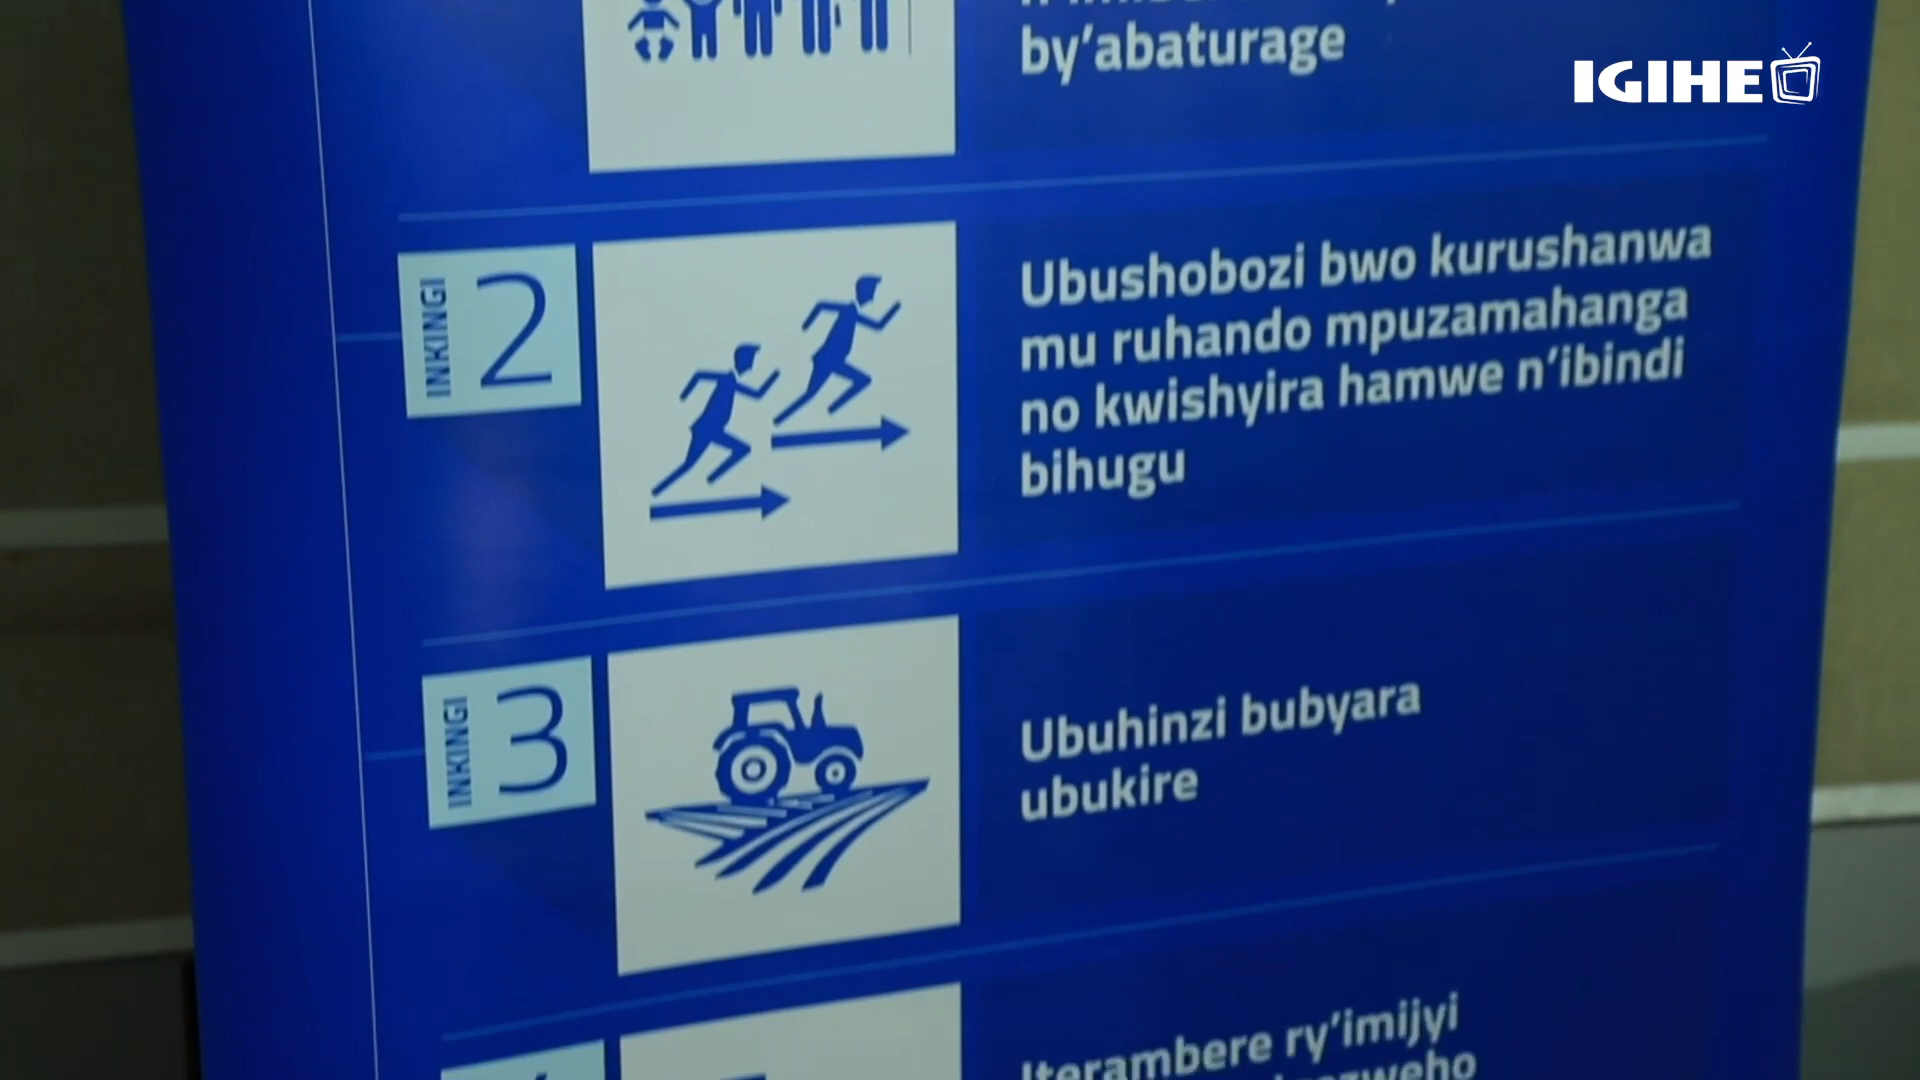 by'abaturage
IGIHE
INKINGI 2
Ubushobozi bwo kurushanwa
mu ruhando mpuzamahanga
no kwishyira hamwe n'ibindi
bihugu
INKINGI 3
Ubuhinzi bubyara
ubukire
Iterambere ry'imijyi